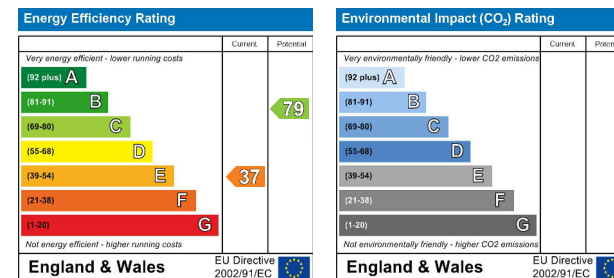 Energy Efficiency Rating
Current Potential
Very energy efficient - lower running costs
(92 plus) A
(81-91) B
79
(69-80) C
(55-68) D
(39-54) E
37
(21-38) F
(1-20) G
Not energy efficient - higher running costs
England & Wales
EU Directive
2002/91/EC
Environmental Impact (CO₂) Rating
Current Poten
Very environmentally friendly - lower CO2 emissions
(92 plus) A
(81-91) B
(69-80) C
(55-68) D
(39-54) E
(21-38) F
(1-20) G
Not environmentally friendly - higher CO2 emissions
England & Wales
EU Directive
2002/91/EC